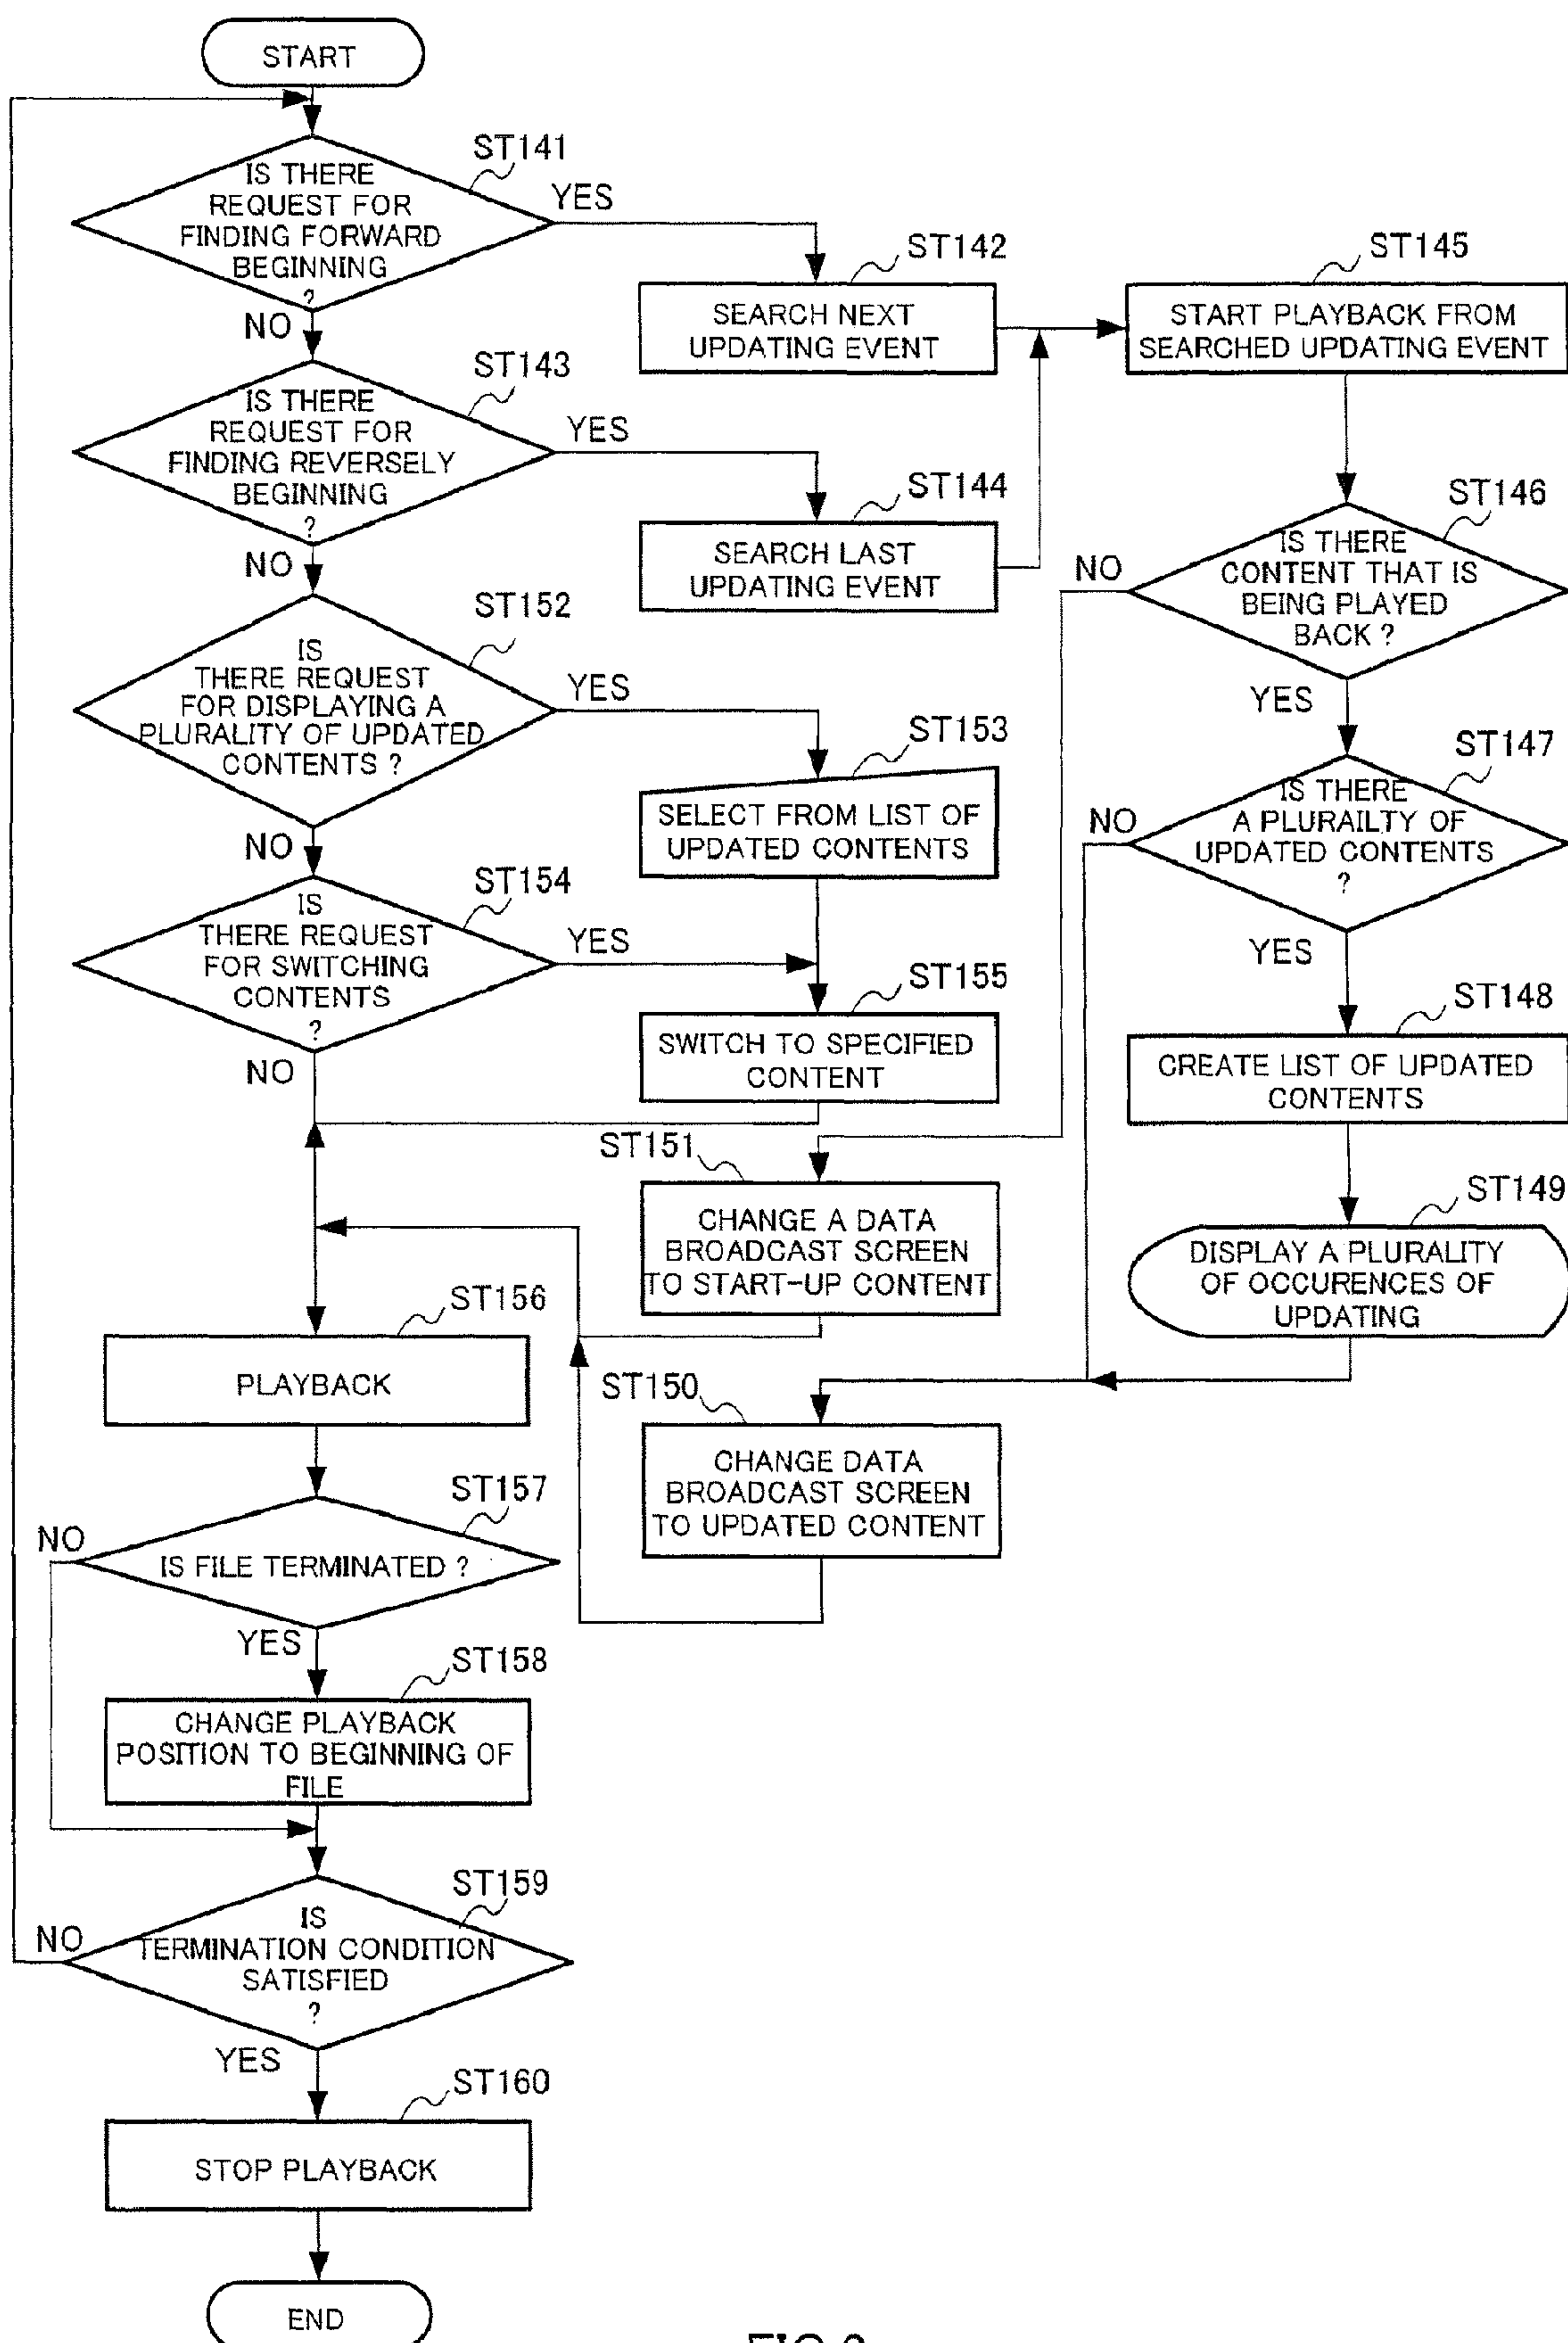 START
ST141
IS THERE
REQUEST FOR
FINDING FORWARD
BEGINNING
?
YES
NO
ST142
SEARCH NEXT
UPDATING EVENT
ST145
START PLAYBACK FROM
SEARCHED UPDATING EVENT
ST143
IS THERE
REQUEST FOR
FINDING REVERSELY
BEGINNING
?
YES
NO
ST144
SEARCH LAST
UPDATING EVENT
ST146
IS THERE
CONTENT THAT IS
BEING PLAYED
BACK ?
NO
YES
ST152
IS
THERE REQUEST
FOR DISPLAYING A
PLURALITY OF UPDATED
CONTENTS ?
YES
NO
ST153
SELECT FROM LIST OF
UPDATED CONTENTS
ST147
IS THERE
A PLURAILTY OF
UPDATED CONTENTS
?
NO
YES
ST154
IS
THERE REQUEST
FOR SWITCHING
CONTENTS
?
YES
NO
ST155
SWITCH TO SPECIFIED
CONTENT
ST148
CREATE LIST OF UPDATED
CONTENTS
ST151
CHANGE A DATA
BROADCAST SCREEN
TO START-UP CONTENT
ST149
DISPLAY A PLURALITY
OF OCCURENCES OF
UPDATING
ST156
PLAYBACK
ST150
CHANGE DATA
BROADCAST SCREEN
TO UPDATED CONTENT
ST157
NO
IS FILE TERMINATED ?
YES
ST158
CHANGE PLAYBACK
POSITION TO BEGINNING OF
FILE
ST159
NO
IS
TERMINATION CONDITION
SATISFIED
?
YES
ST160
STOP PLAYBACK
END